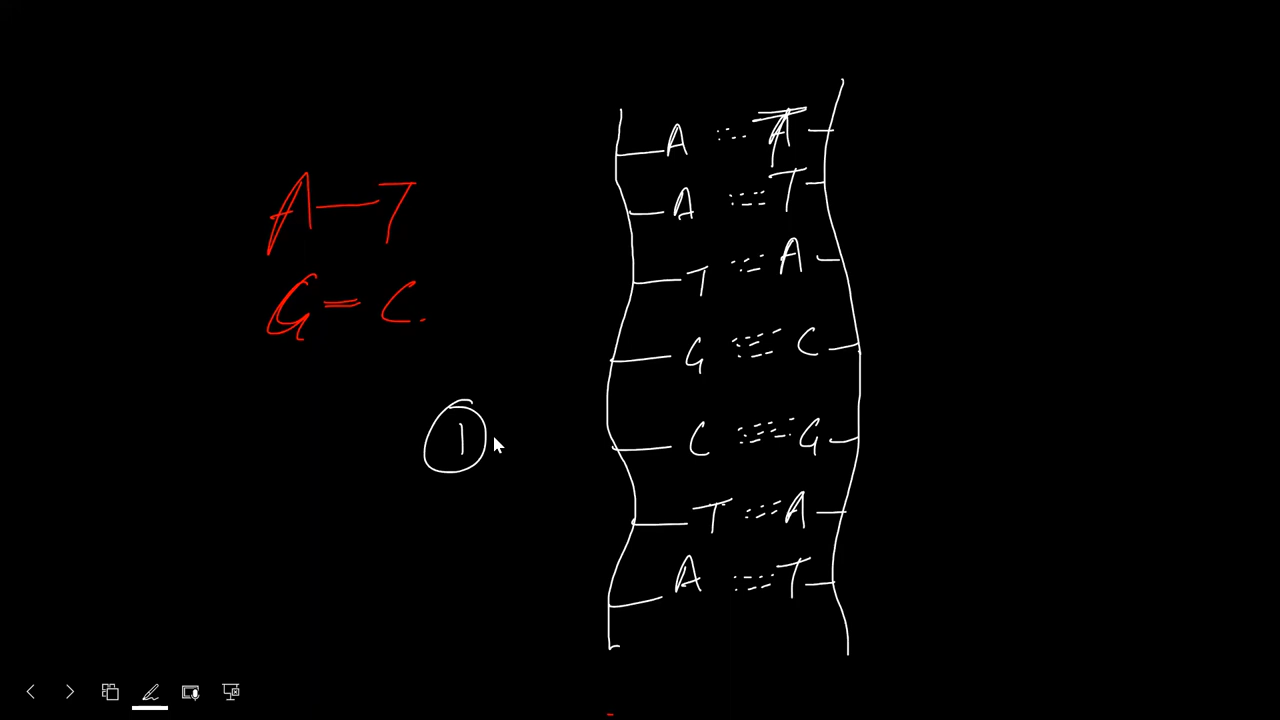 A T
A T
A — T
T A
G = C.
G C
1
C G
T A
A T